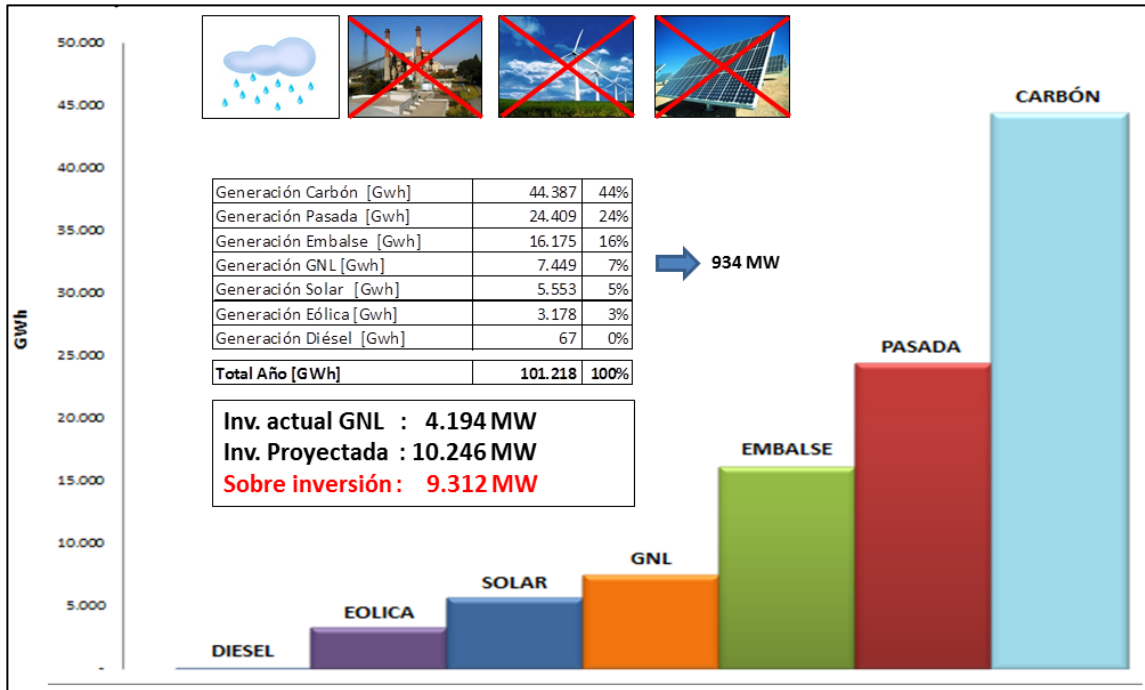 50.000
45.000
40.000
35.000
30.000
25.000
20.000
15.000
10.000
5.000
-
GWh
Generación Carbón [Gwh] 44.387 44%
Generación Pasada [Gwh] 24.409 24%
Generación Embalse [Gwh] 16.175 16%
Generación GNL [Gwh] 7.449 7%
Generación Solar [Gwh] 5.553 5%
Generación Eólica [Gwh] 3.178 3%
Generación Diésel [Gwh] 67 0%
Total Año [GWh] 101.218 100%
934 MW
Inv. actual GNL : 4.194 MW
Inv. Proyectada : 10.246 MW
Sobre inversión : 9.312 MW
DIESEL
EOLICA
SOLAR
GNL
EMBALSE
PASADA
CARBÓN